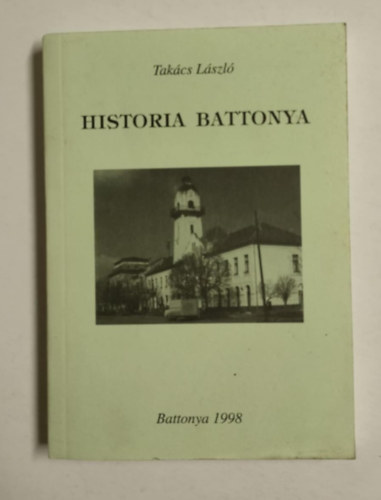 Takács László
HISTORIA BATTONYA
Battonya 1998